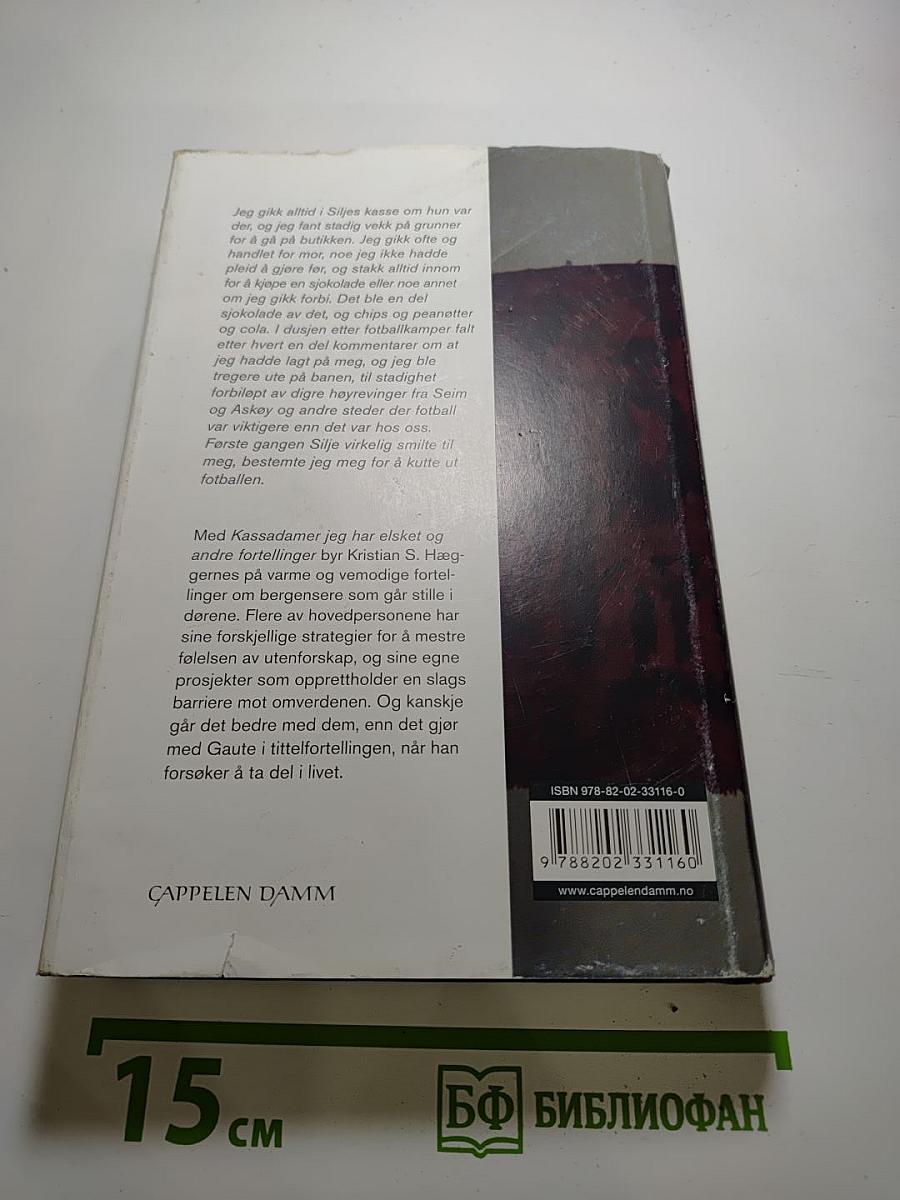 Jeg gikk alltid i Siljes kasse om hun var
der, og jeg fant stadig vekk på grunner
for å gå på butikken. Jeg gikk ofte og
handlet for mor, noe jeg ikke hadde
pleid å gjøre før, og stakk alltid innom
for å kjøpe en sjokolade eller noe annet
om jeg gikk forbi. Det ble en del
sjokolade av det, og chips og peanøtter
og cola. I dusjen etter fotballkamper falt
etter hvert en del kommentarer om at
jeg hadde lagt på meg, og jeg ble
tregere ute på banen, til stadighet
forbiløpt av digre høyrevinger fra Seim
og Askøy og andre steder der fotball
var viktigere enn det var hos oss.
Første gangen Silje virkelig smilte til
meg, bestemte jeg meg for å kutte ut
fotballen.
Med Kassadamer jeg har elsket og
andre fortellinger byr Kristian S. Hæg-
gernes på varme og vemodige fortel-
linger om bergensere som går stille i
dørene. Flere av hovedpersonene har
sine forskjellige strategier for å mestre
følelsen av utenforskap, og sine egne
prosjekter som opprettholder en slags
barriere mot omverdenen. Og kanskje
går det bedre med dem, enn det gjør
med Gaute i tittelfortellingen, når han
forsøker å ta del i livet.
CAPPELEN DAMM
ISBN 978-82-02-33116-0
9 788202 331160
www.cappelendamm.no
15 см
БФ БИБЛИОФАН